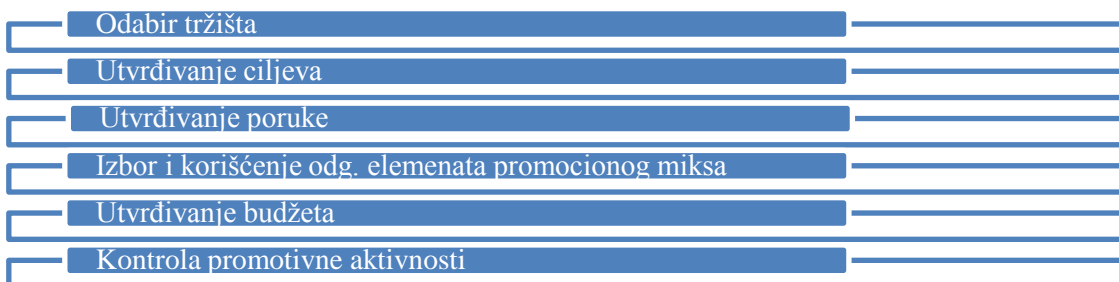 Odabir tržišta
Utvrđivanje ciljeva
Utvrđivanje poruke
Izbor i korišćenje odg. elemenata promocionog miksa
Utvrđivanje budžeta
Kontrola promotivne aktivnosti